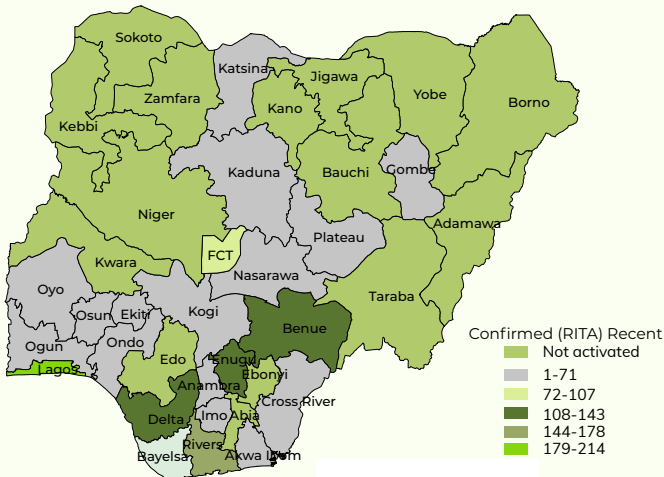 Sokoto
Katsina
Jigawa
Zamfara
Kano
Yobe
Borno
Kebbi
Kaduna
Bauchi
Gombe
Niger
Adamawa
Plateau
FCT
Kwara
Nasarawa
Oyo
Taraba
Kogi
Osun
Ekiti
Benue
Ogun
Ondo
Edo
Enugu
Lagos
Ebonyi
Anambra
Cross River
Delta
Imo
Abia
Rivers
Bayelsa
Akwa Ibom
Confirmed (RITA) Recent
Not activated
1-71
72-107
108-143
144-178
179-214